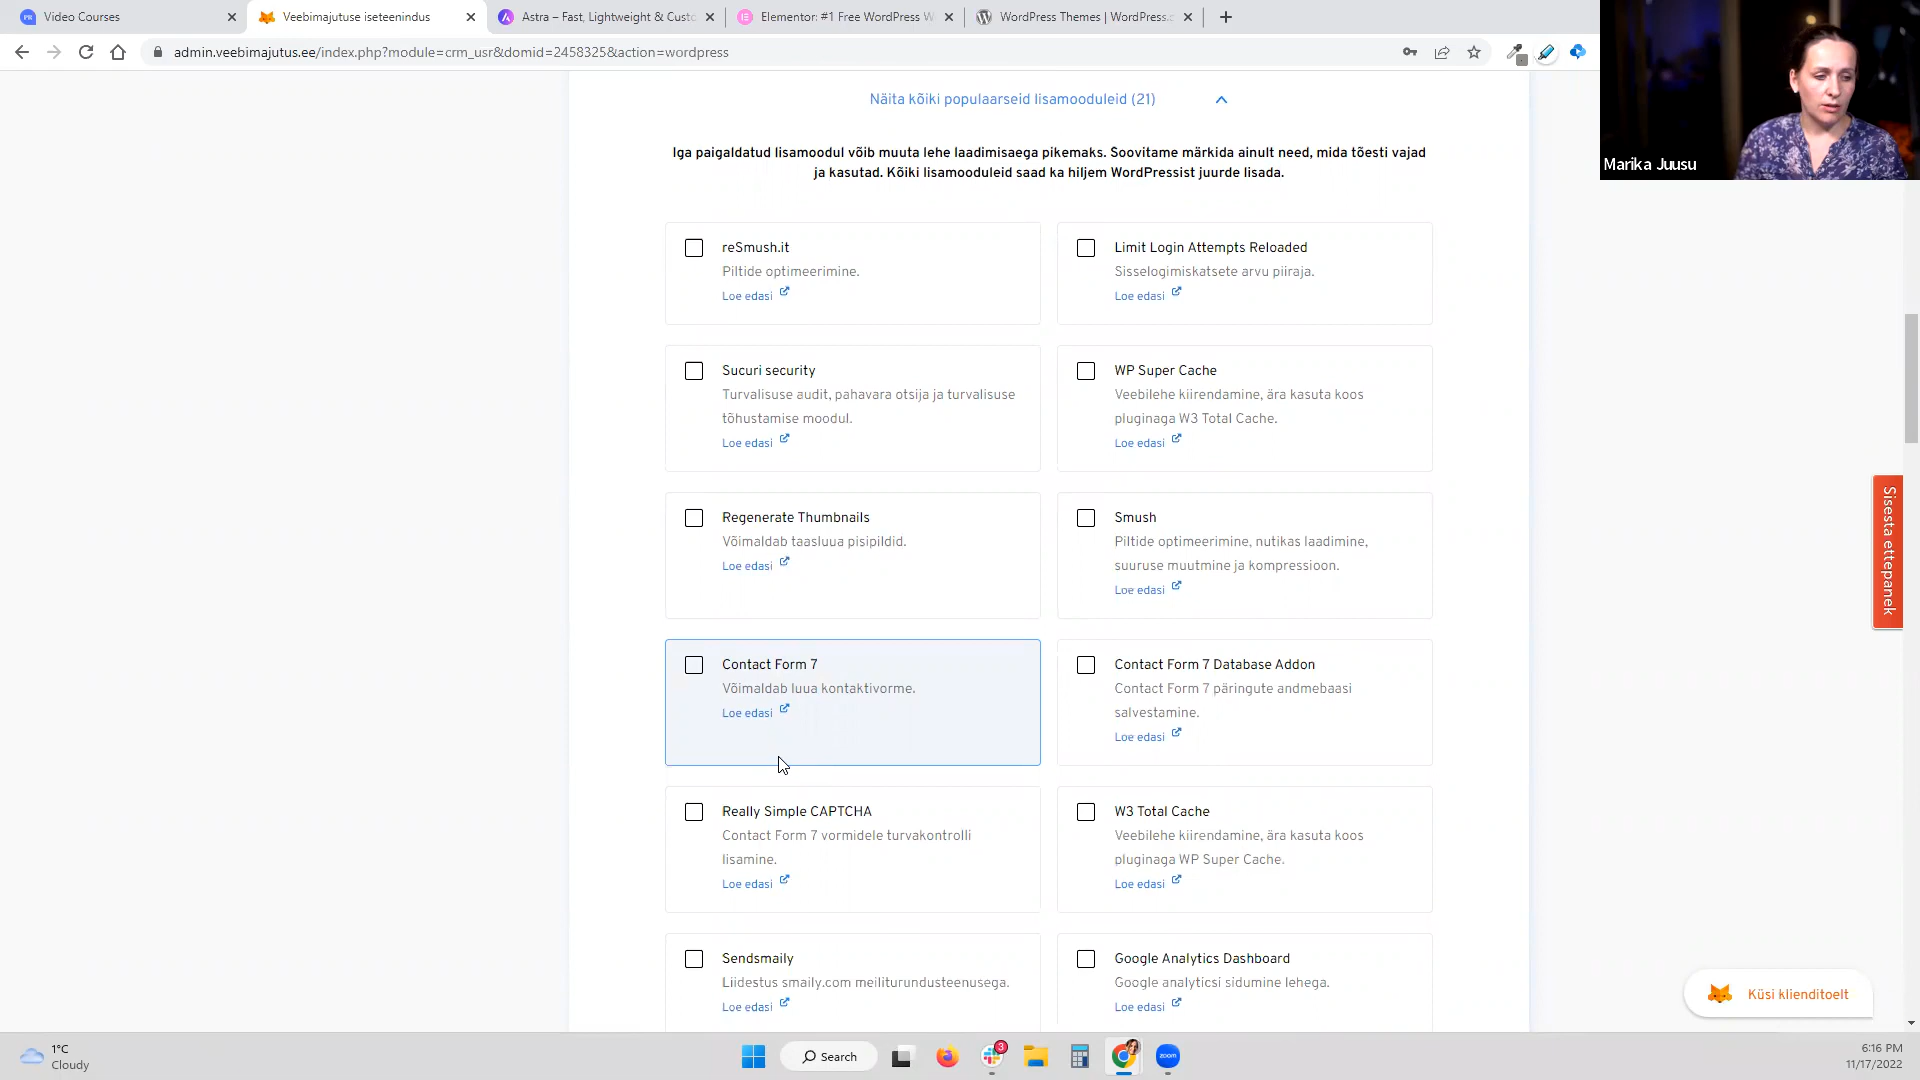 Video Courses
Veebimajutuse iseteenindus
Astra – Fast, Lightweight & Custo
Elementor: #1 Free WordPress W
WordPress Themes | WordPress.c
admin.veebimajutus.ee/index.php?module=crm_usr&domid=2458325&action=wordpress
Marika Juusu
Näita kõiki populaarseid lisamooduleid (21)
Iga paigaldatud lisamoodul võib muuta lehe laadimisaega pikemaks. Soovitame märkida ainult need, mida tõesti vajad
ja kasutad. Kõiki lisamooduleid saad ka hiljem WordPressist juurde lisada.
reSmush.it
Piltide optimeerimine.
Loe edasi
Limit Login Attempts Reloaded
Sisselogimiskatsete arvu piiraja.
Loe edasi
Sucuri security
Turvalisuse audit, pahavara otsija ja turvalisuse
tõhustamise moodul.
Loe edasi
WP Super Cache
Veebilehe kiirendamine, ära kasuta koos
pluginaga W3 Total Cache.
Loe edasi
Regenerate Thumbnails
Võimaldab taasluua pisipildid.
Loe edasi
Smush
Piltide optimeerimine, nutikas laadimine,
suuruse muutmine ja kompressioon.
Loe edasi
Contact Form 7
Võimaldab luua kontaktivorme.
Loe edasi
Contact Form 7 Database Addon
Contact Form 7 päringute andmebaasi
salvestamine.
Loe edasi
Really Simple CAPTCHA
Contact Form 7 vormidele turvakontrolli
lisamine.
Loe edasi
W3 Total Cache
Veebilehe kiirendamine, ära kasuta koos
pluginaga WP Super Cache.
Loe edasi
Sendsmaily
Liidestus smaily.com meiliturundusteenusega.
Loe edasi
Google Analytics Dashboard
Google analyticsi sidumine lehega.
Loe edasi
Sisesta ettepanek
Küsi klienditoelt
1°C
Cloudy
Search
3
zoom
6:16 PM
11/17/2022